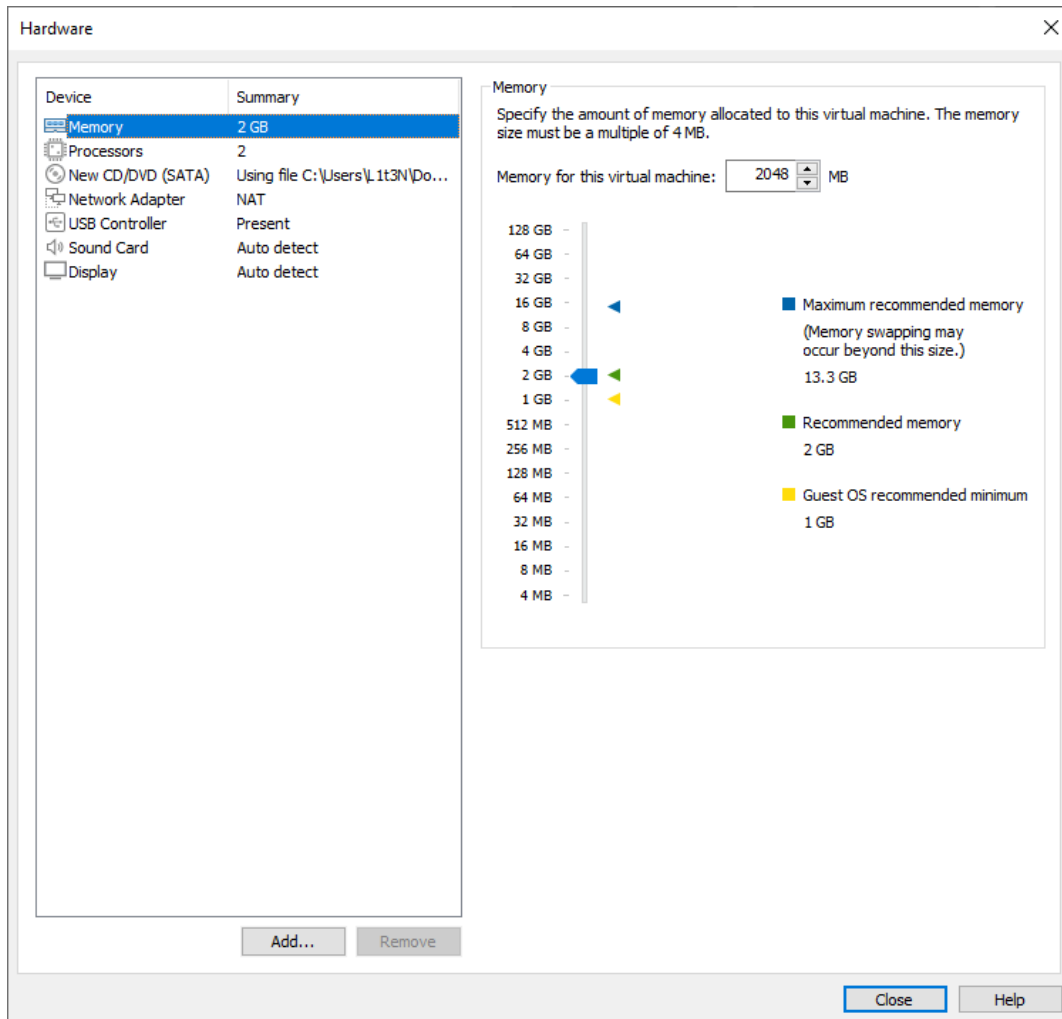 Hardware
Device Summary
Memory 2 GB
Processors 2
New CD/DVD (SATA) Using file C:\Users\L1t3N\Do...
Network Adapter NAT
USB Controller Present
Sound Card Auto detect
Display Auto detect
Add... Remove
Memory
Specify the amount of memory allocated to this virtual machine. The memory
size must be a multiple of 4 MB.
Memory for this virtual machine: 2048 MB
128 GB
64 GB
32 GB
16 GB
8 GB
4 GB
2 GB
1 GB
512 MB
256 MB
128 MB
64 MB
32 MB
16 MB
8 MB
4 MB
Maximum recommended memory
(Memory swapping may
occur beyond this size.)
13.3 GB
Recommended memory
2 GB
Guest OS recommended minimum
1 GB
Close Help